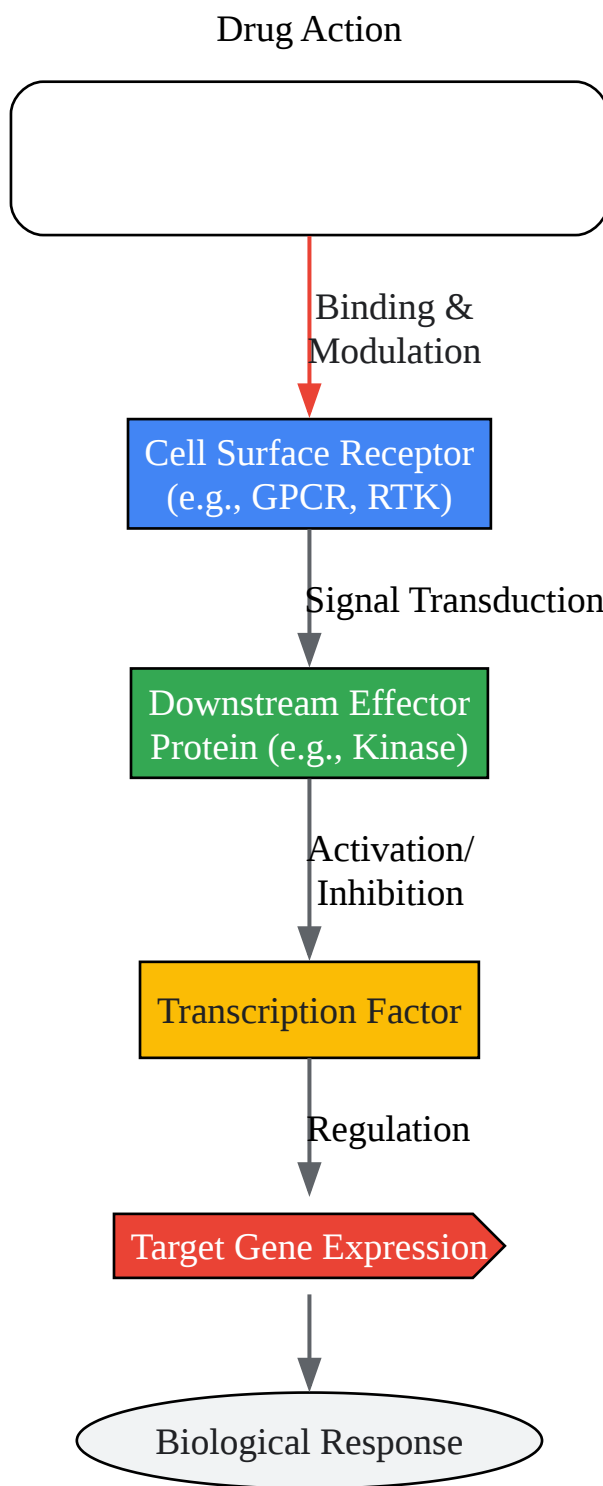 Drug Action
Binding &
Modulation
Cell Surface Receptor
(e.g., GPCR, RTK)
Signal Transduction
Downstream Effector
Protein (e.g., Kinase)
Activation/
Inhibition
Transcription Factor
Regulation
Target Gene Expression
Biological Response